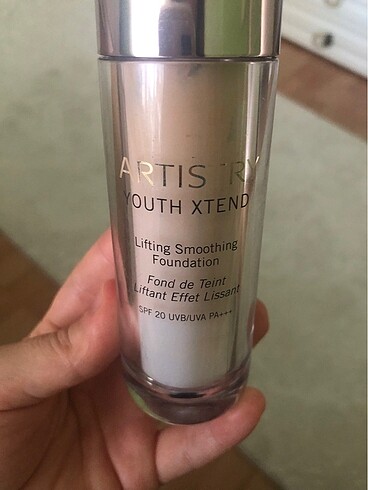 ARTISTRY
YOUTH XTEND
Lifting Smoothing
Foundation
Fond de Teint
Liftant Effet Lissant
SPF 20 UVB/UVA PA+++